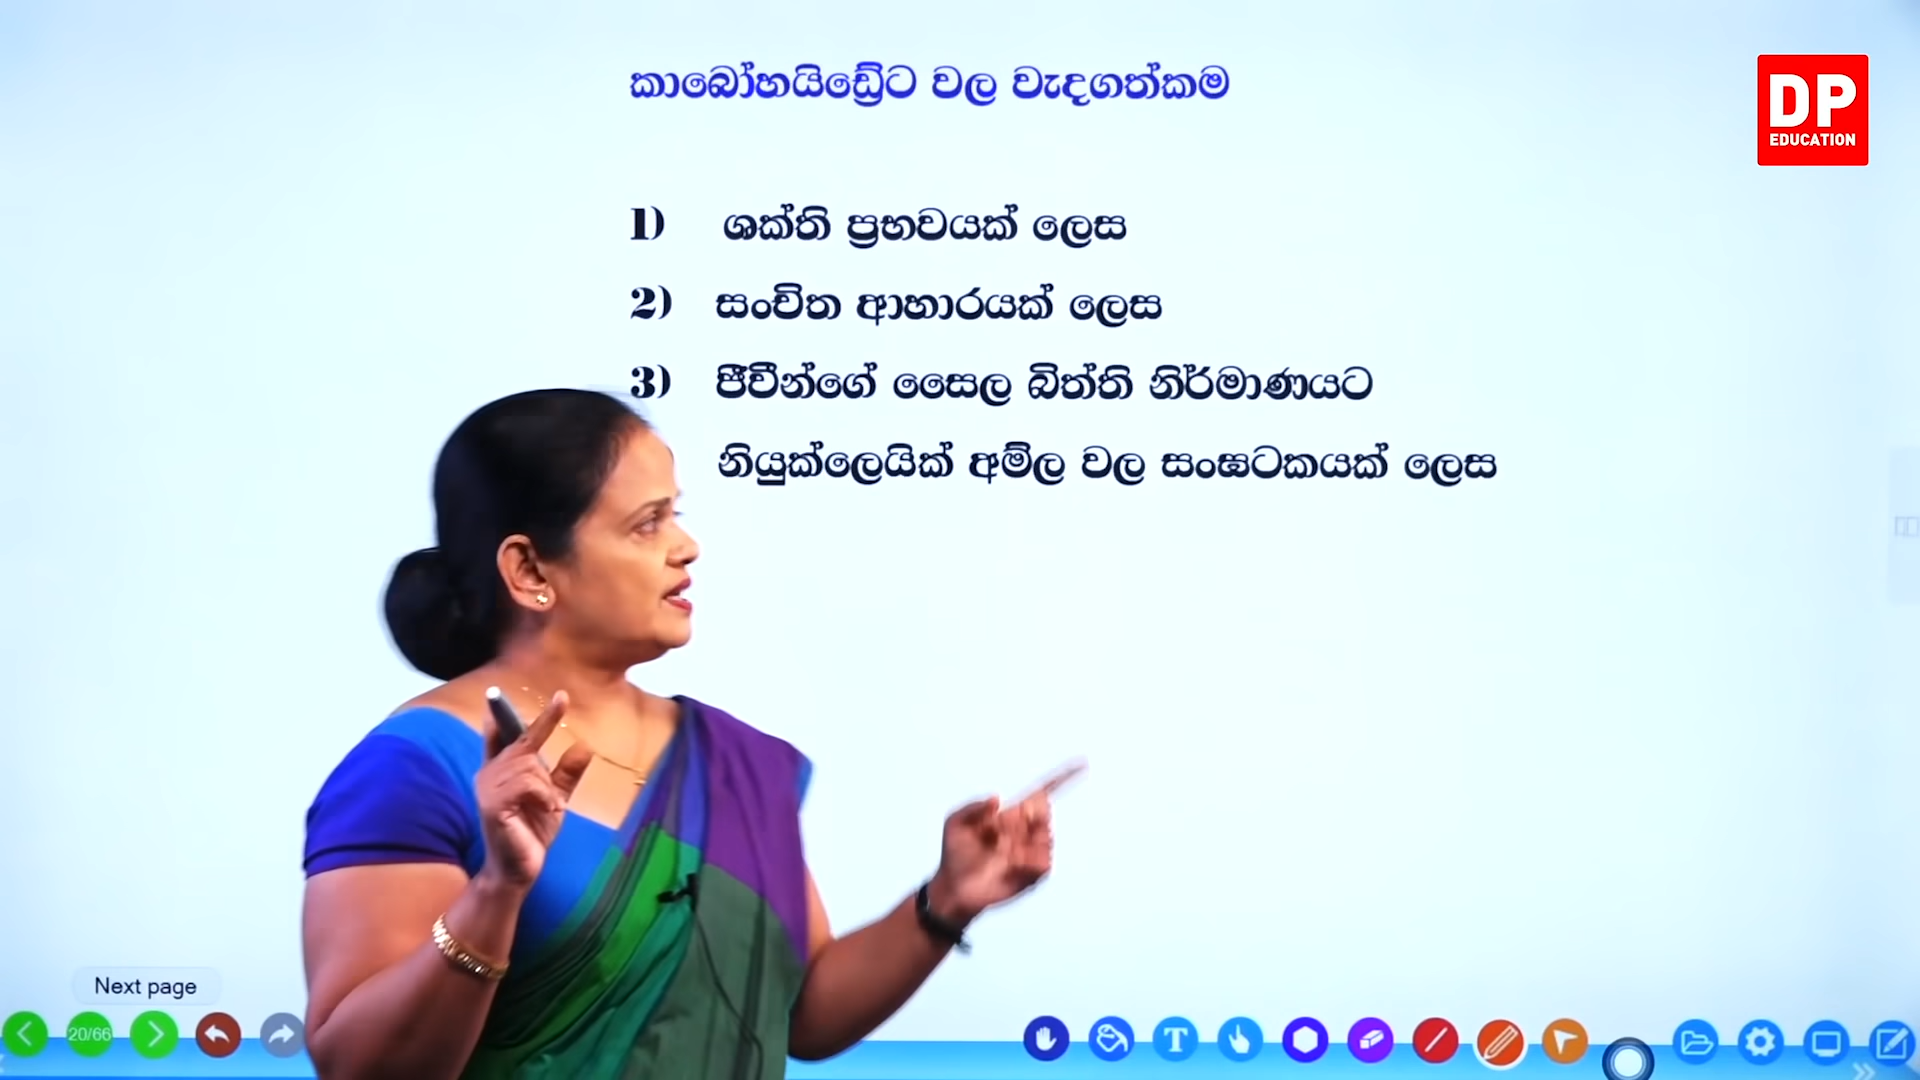 කාබෝහයිඩ්‍රේට වල වැදගත්කම
DP
EDUCATION
1) ශක්ති ප්‍රභවයක් ලෙස
2) සංචිත ආහාරයක් ලෙස
3) ජීවීන්ගේ සෛල බිත්ති නිර්මාණයට
නියුක්ලෙයික් අම්ල වල සංඝටකයක් ලෙස
Next page
20/66
T